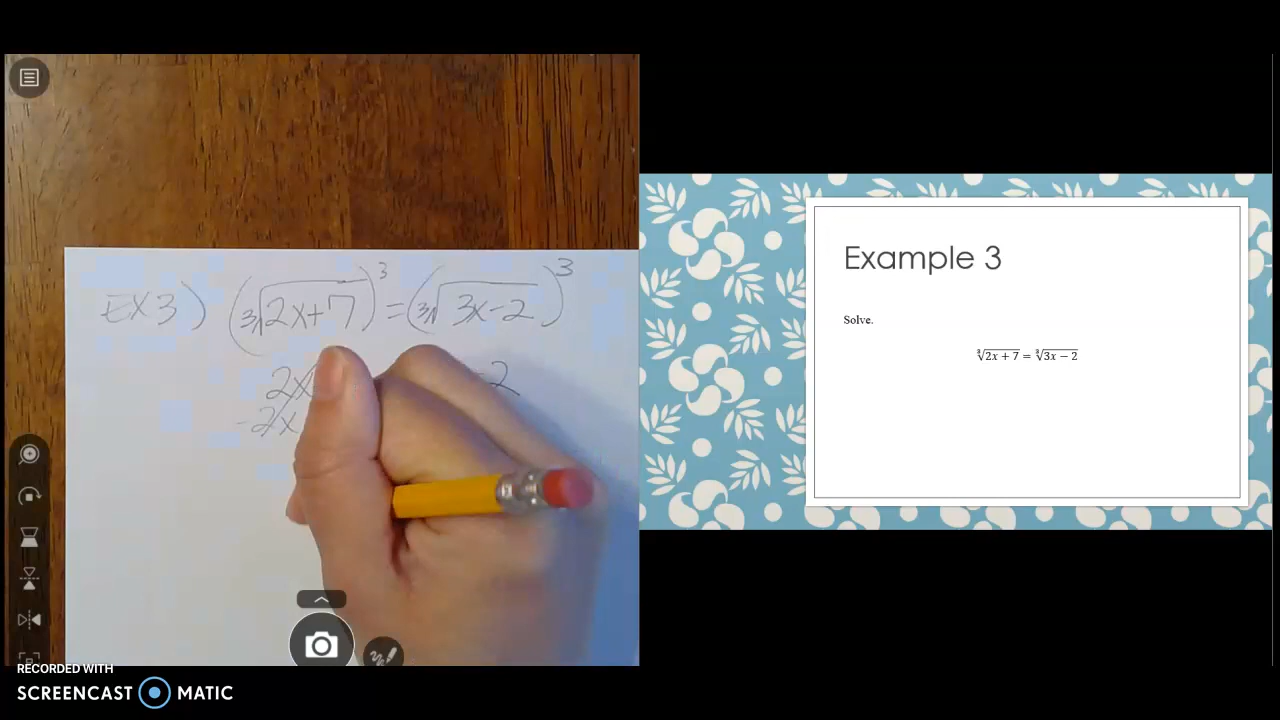 EX 3) (∛2x+7)³ = (∛3x-2)³
2x -2
-2x
Example 3
Solve.
∛2x + 7 = ∛3x − 2
RECORDED WITH
SCREENCAST MATIC